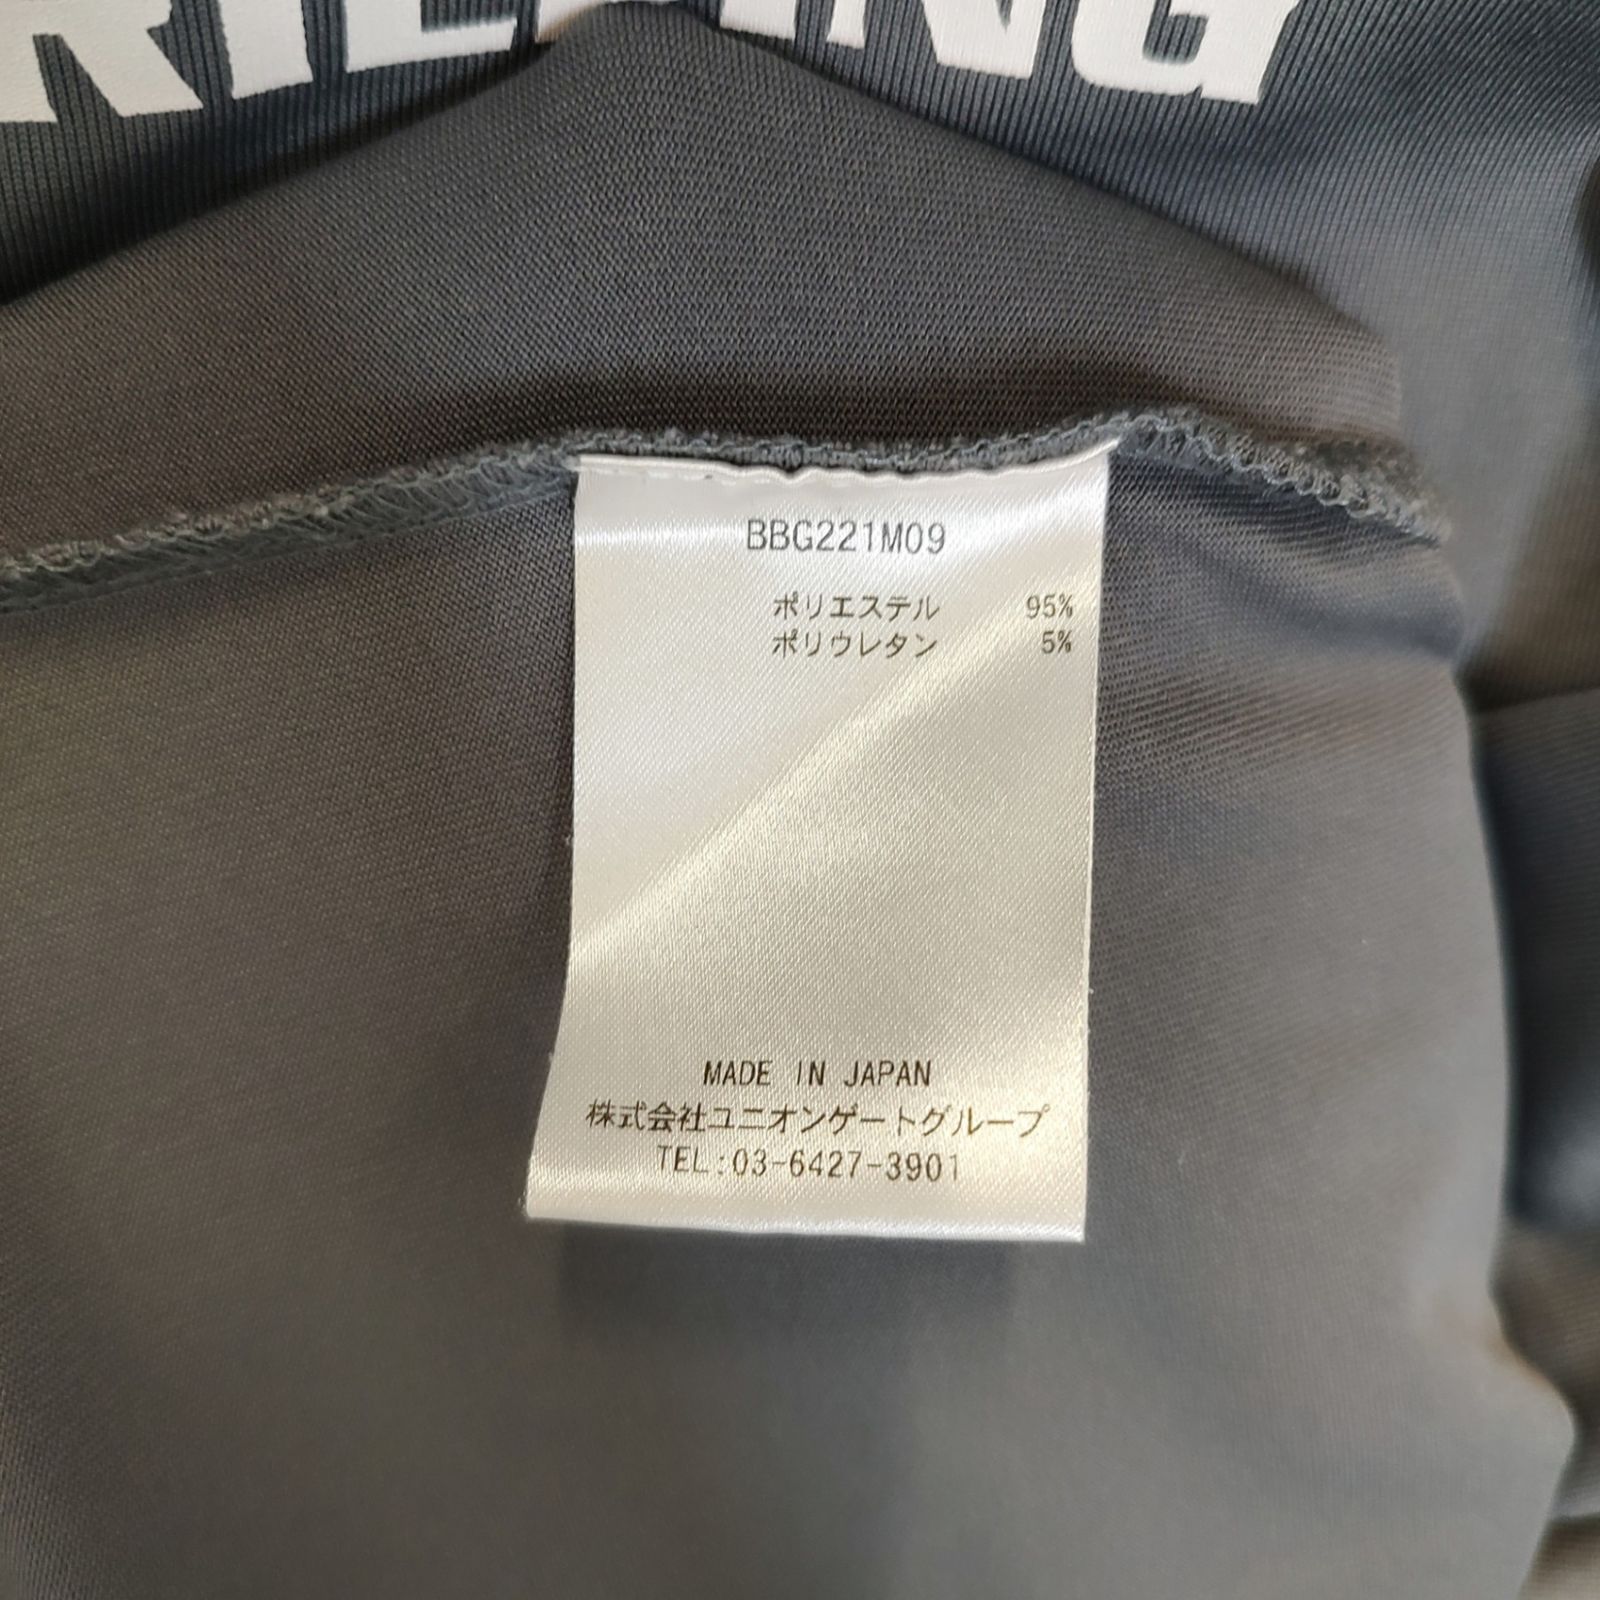 BBG221M09
ポリエステル 95%
ポリウレタン 5%
MADE IN JAPAN
株式会社ユニオンゲートグループ
TEL:03-6427-3901